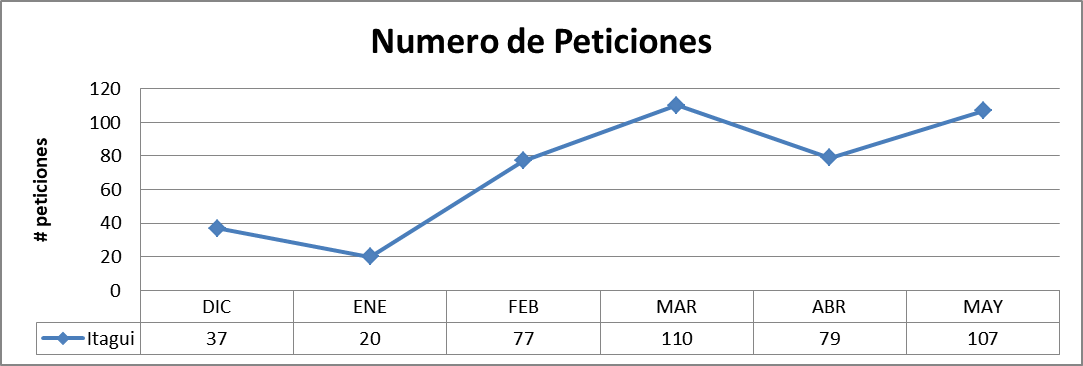 Numero de Peticiones
# peticiones
120
100
80
60
40
20
0
DIC ENE FEB MAR ABR MAY
Itagui 37 20 77 110 79 107